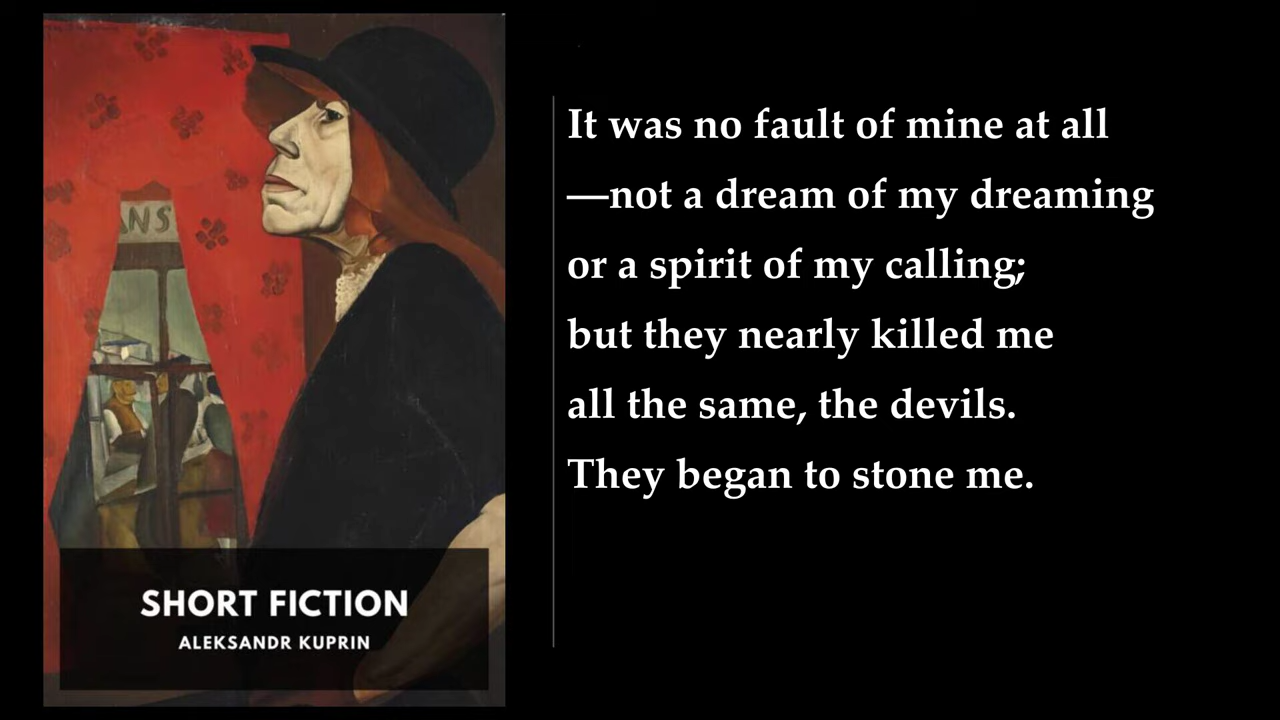 ANS
SHORT FICTION
ALEKSANDR KUPRIN
It was no fault of mine at all
—not a dream of my dreaming
or a spirit of my calling;
but they nearly killed me
all the same, the devils.
They began to stone me.